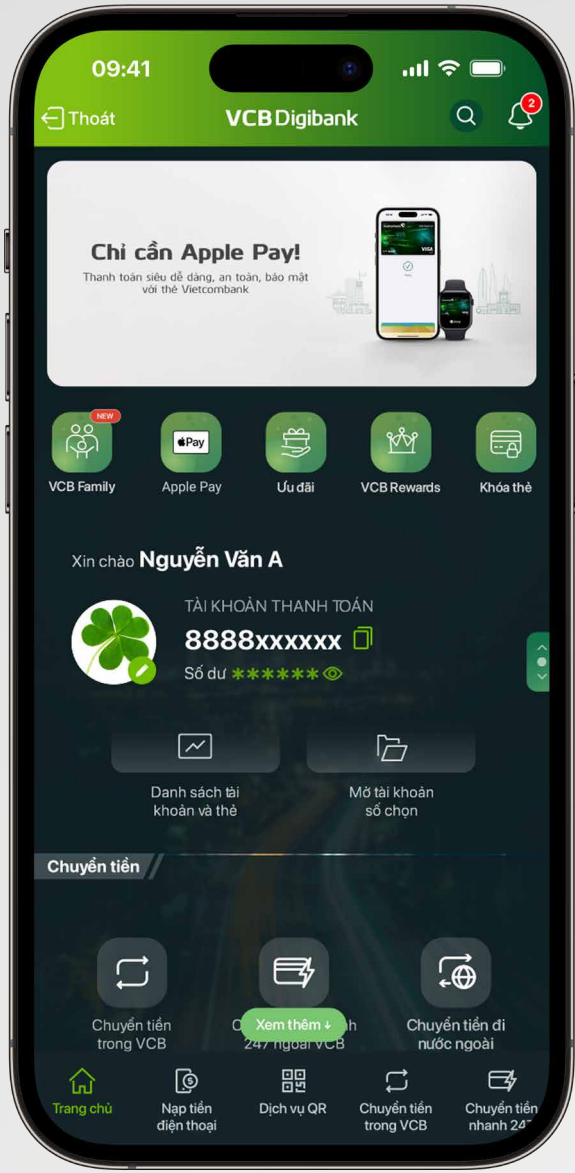 09:41
Thoát
VCB Digibank
2
Chỉ cần Apple Pay!
Thanh toán siêu dễ dàng, an toàn, bảo mật
với thẻ Vietcombank
VISA
NEW
Pay
VCB Family
Apple Pay
Ưu đãi
VCB Rewards
Khóa thẻ
Xin chào Nguyễn Văn A
TÀI KHOẢN THANH TOÁN
8888xxxxxx
Số dư ******
Danh sách tài
khoản và thẻ
Mở tài khoản
số chọn
Chuyển tiền
Chuyển tiền
trong VCB
Xem thêm ↓
247 ngoài VCB
Chuyển tiền đi
nước ngoài
Trang chủ
Nạp tiền
điện thoại
Dịch vụ QR
Chuyển tiền
trong VCB
Chuyển tiền
nhanh 247